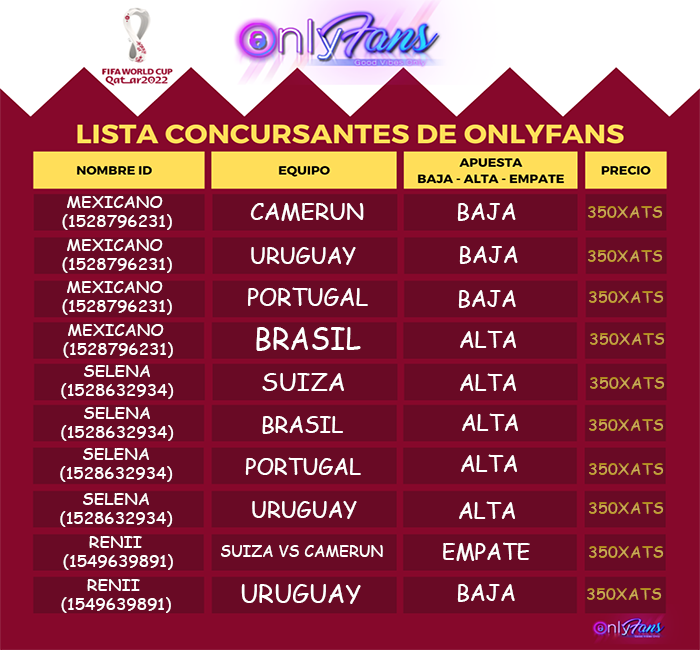 FIFA WORLD CUP
Qatar2022
OnlyFans
Good Vibes Only
LISTA CONCURSANTES DE ONLYFANS
NOMBRE ID
EQUIPO
APUESTA
BAJA - ALTA - EMPATE
PRECIO
MEXICANO
(1528796231)
CAMERUN
BAJA
350XATS
MEXICANO
(1528796231)
URUGUAY
BAJA
350XATS
MEXICANO
(1528796231)
PORTUGAL
BAJA
350XATS
MEXICANO
(1528796231)
BRASIL
ALTA
350XATS
SELENA
(1528632934)
SUIZA
ALTA
350XATS
SELENA
(1528632934)
BRASIL
ALTA
350XATS
SELENA
(1528632934)
PORTUGAL
ALTA
350XATS
SELENA
(1528632934)
URUGUAY
ALTA
350XATS
RENII
(1549639891)
SUIZA VS CAMERUN
EMPATE
350XATS
RENII
(1549639891)
URUGUAY
BAJA
350XATS
OnlyFans